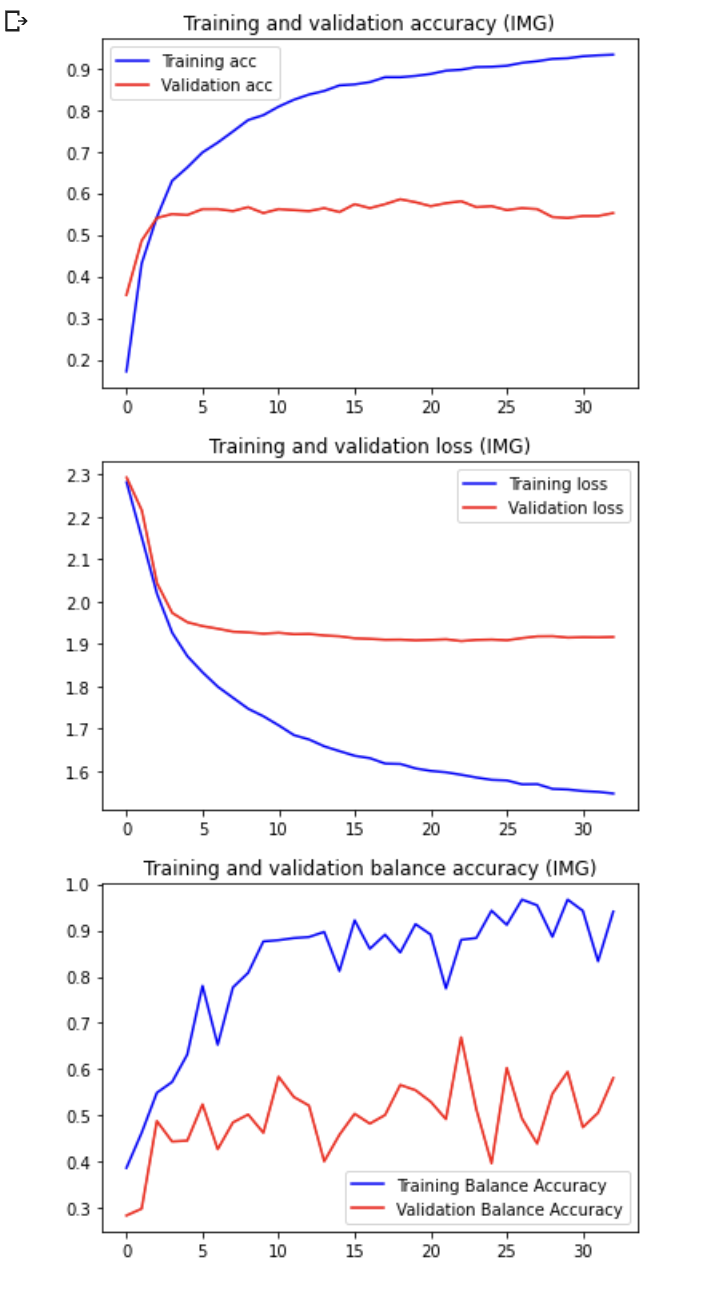 Training and validation accuracy (IMG)
Training acc
Validation acc
0.9
0.8
0.7
0.6
0.5
0.4
0.3
0.2
0 5 10 15 20 25 30
Training and validation loss (IMG)
Training loss
Validation loss
2.3
2.2
2.1
2.0
1.9
1.8
1.7
1.6
0 5 10 15 20 25 30
Training and validation balance accuracy (IMG)
1.0
0.9
0.8
0.7
0.6
0.5
0.4
0.3
Training Balance Accuracy
Validation Balance Accuracy
0 5 10 15 20 25 30